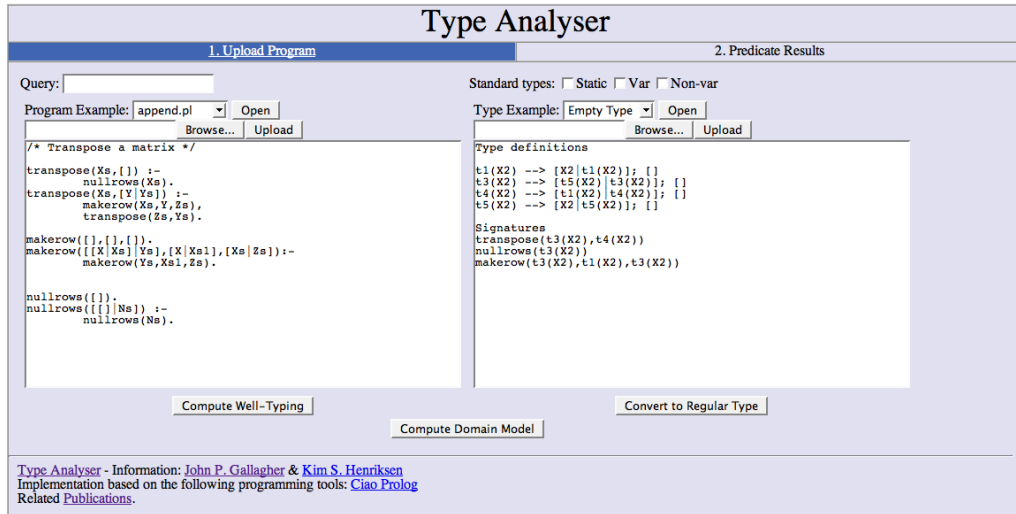 Type Analyser
1. Upload Program
2. Predicate Results
Query:
Standard types: Static Var Non-var
Program Example: append.pl Open
Type Example: Empty Type Open
Browse... Upload
Browse... Upload
/* Transpose a matrix */
transpose(Xs,[]) :-
nullrows(Xs).
transpose(Xs,[Y|Ys]) :-
makerow(Xs,Y,Zs),
transpose(Zs,Ys).
makerow([],[],[]).
makerow([[X|Xs]|Ys],[X|Xs1],[Xs|Zs]):-
makerow(Ys,Xs1,Zs).
nullrows([]).
nullrows([[]|Ns]) :-
nullrows(Ns).
Type definitions
t1(X2) --> [X2|t1(X2)]; []
t3(X2) --> [t5(X2)|t3(X2)]; []
t4(X2) --> [t1(X2)|t4(X2)]; []
t5(X2) --> [X2|t5(X2)]; []
Signatures
transpose(t3(X2),t4(X2))
nullrows(t3(X2))
makerow(t3(X2),t1(X2),t3(X2))
Compute Well-Typing
Convert to Regular Type
Compute Domain Model
Type Analyser - Information: John P. Gallagher & Kim S. Henriksen
Implementation based on the following programming tools: Ciao Prolog
Related Publications.